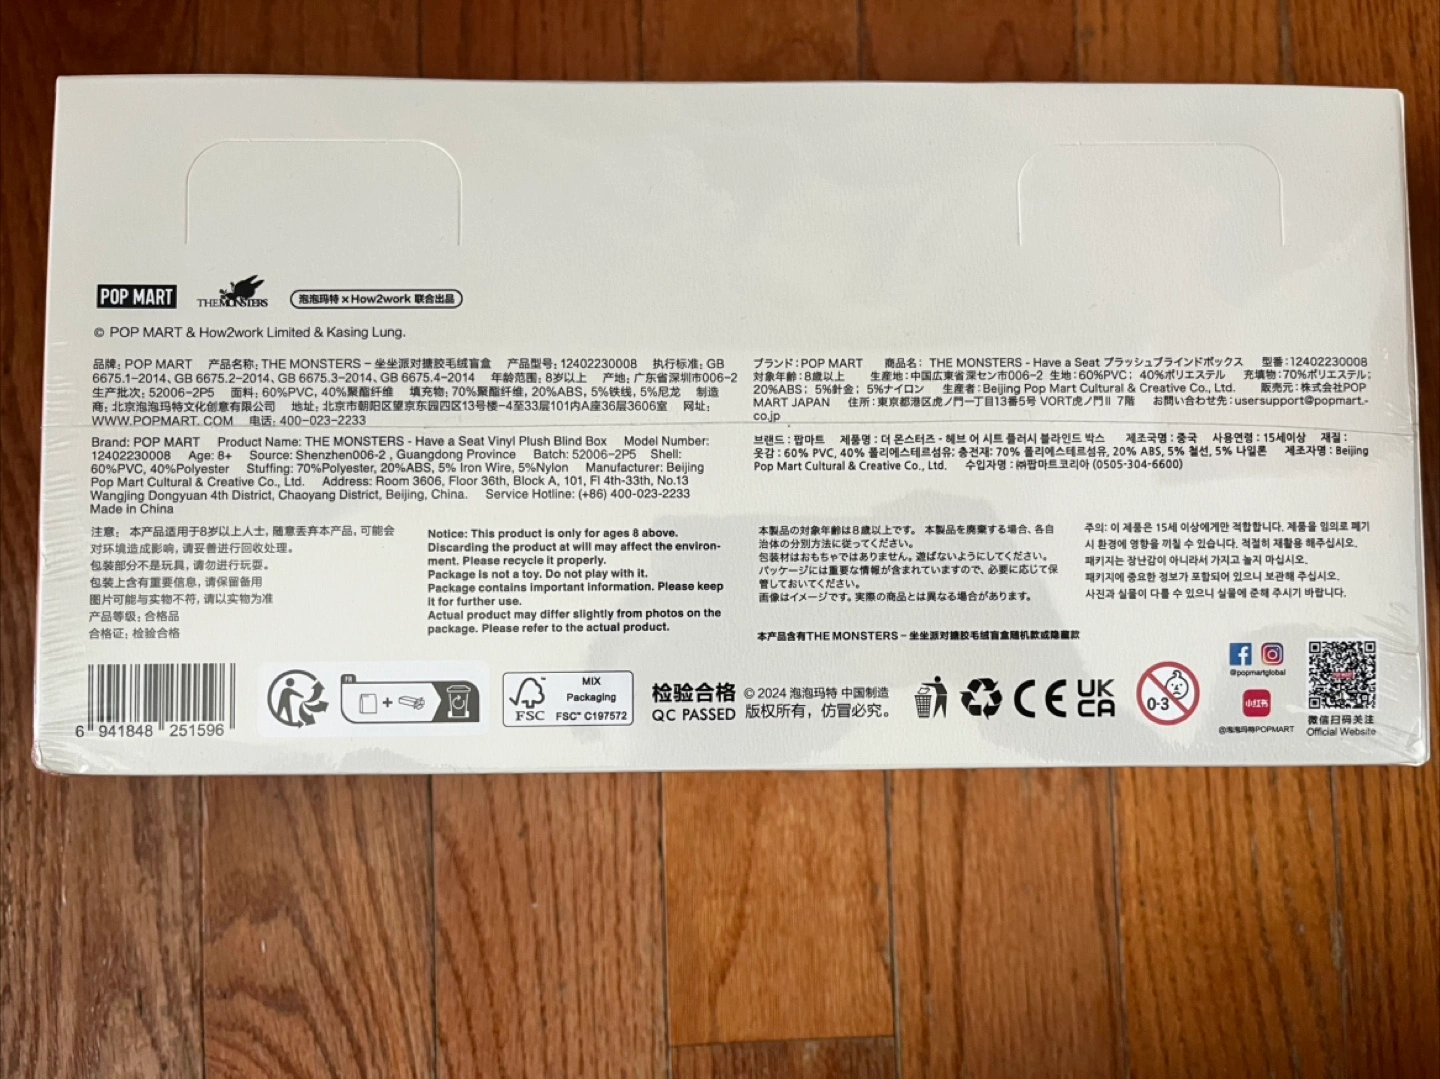 POP MART
THE MONSTERS
泡泡玛特 × How2work 联合出品
© POP MART & How2work Limited & Kasing Lung.
品牌: POP MART 产品名称: THE MONSTERS – 坐坐派对搪胶毛绒盲盒 产品型号: 12402230008 执行标准: GB
6675.1–2014、GB 6675.2–2014、GB 6675.3–2014、GB 6675.4–2014 年龄范围: 8岁以上 产地: 广东省深圳市006–2
生产批次: 52006–2P5 面料: 60%PVC, 40%聚酯纤维 填充物: 70%聚酯纤维, 20%ABS, 5%铁线, 5%尼龙 制造
商: 北京泡泡玛特文化创意有限公司 地址: 北京市朝阳区望京东园四区13号楼–4至33层101内A座36层3606室 网址:
WWW.POPMART.COM 电话: 400–023–2233
Brand: POP MART Product Name: THE MONSTERS - Have a Seat Vinyl Plush Blind Box Model Number:
12402230008 Age: 8+ Source: Shenzhen006-2 , Guangdong Province Batch: 52006-2P5 Shell:
60%PVC, 40%Polyester Stuffing: 70%Polyester, 20%ABS, 5% Iron Wire, 5%Nylon Manufacturer: Beijing
Pop Mart Cultural & Creative Co., Ltd. Address: Room 3606, Floor 36th, Block A, 101, Fl 4th-33th, No.13
Wangjing Dongyuan 4th District, Chaoyang District, Beijing, China. Service Hotline: (+86) 400-023-2233
Made in China
ブランド: POP MART 商品名: THE MONSTERS - Have a Seat プラッシュブラインドボックス 型番: 12402230008
対象年齢: 8歳以上 生産地: 中国広東省深セン市006-2 生地: 60%PVC; 40%ポリエステル 充填物: 70%ポリエステル;
20%ABS; 5%針金; 5%ナイロン 生産者: Beijing Pop Mart Cultural & Creative Co., Ltd. 販売元: 株式会社POP
MART JAPAN 住所: 東京都港区虎ノ門一丁目13番5号 VORT虎ノ門Ⅱ 7階 お問い合わせ先: usersupport@popmart.-
co.jp
브랜드 : 팝마트 제품명 : 더 몬스터즈 - 헤브 어 시트 플러시 블라인드 박스 제조국명 : 중국 사용연령 : 15세이상 재질 :
옷감 : 60% PVC, 40% 폴리에스테르섬유; 충전재: 70% 폴리에스테르섬유, 20% ABS, 5% 철선, 5% 나일론 제조자명 : Beijing
Pop Mart Cultural & Creative Co., Ltd. 수입자명 : ㈜팝마트코리아 (0505-304-6600)
注意: 本产品适用于8岁以上人士, 随意丢弃本产品, 可能会
对环境造成影响, 请妥善进行回收处理。
包装部分不是玩具, 请勿进行玩耍。
包装上含有重要信息, 请保留备用
图片可能与实物不符, 请以实物为准
产品等级: 合格品
合格证: 检验合格
Notice: This product is only for ages 8 above.
Discarding the product at will may affect the environ-
ment. Please recycle it properly.
Package is not a toy. Do not play with it.
Package contains important information. Please keep
it for further use.
Actual product may differ slightly from photos on the
package. Please refer to the actual product.
本製品の対象年齢は8歳以上です。 本製品を廃棄する場合、各自
治体の分別方法に従ってください。
包装材はおもちゃではありません。遊ばないようにしてください。
パッケージには重要な情報が含まれていますので、必要に応じて保
管しておいてください。
画像はイメージです。実際の商品とは異なる場合があります。
주의: 이 제품은 15세 이상에게만 적합합니다. 제품을 임의로 폐기
시 환경에 영향을 끼칠 수 있습니다. 적절히 재활용 해주십시오.
패키지는 장난감이 아니라서 가지고 놀지 마십시오.
패키지에 중요한 정보가 포함되어 있으니 보관해 주십시오.
사진과 실물이 다를 수 있으니 실물에 준해 주시기 바랍니다.
本产品含有THE MONSTERS – 坐坐派对搪胶毛绒盲盒随机款或隐藏款
6 941848 251596
FR
+
FSC
MIX
Packaging
FSC™ C197572
检验合格
QC PASSED
© 2024 泡泡玛特 中国制造
版权所有, 仿冒必究。
CE
UK
CA
0-3
@popmartglobal
小红书
@泡泡玛特POPMART
微信扫码关注
Official Website